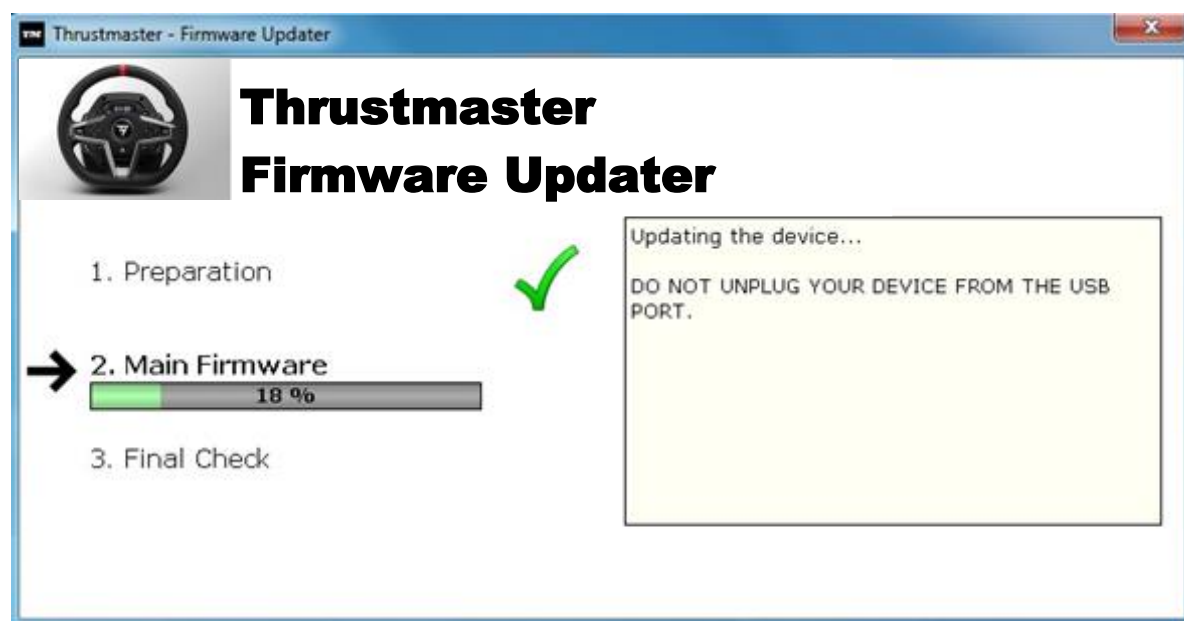 Thrustmaster - Firmware Updater
Thrustmaster
Firmware Updater
1. Preparation
2. Main Firmware
18 %
3. Final Check
Updating the device...
DO NOT UNPLUG YOUR DEVICE FROM THE USB
PORT.